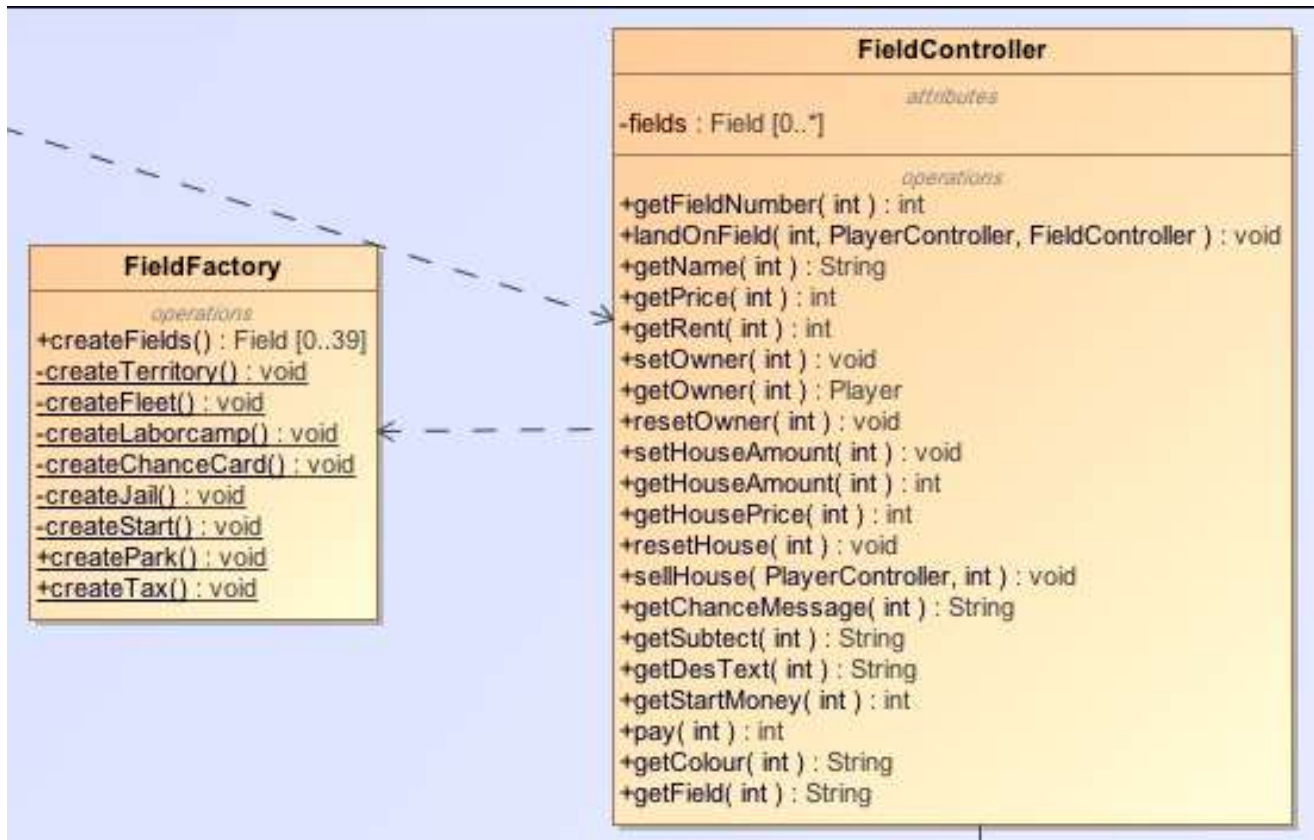 FieldController
attributes
-fields : Field [0..*]
operations
+getFieldNumber( int ) : int
+landOnField( int, PlayerController, FieldController ) : void
+getName( int ) : String
+getPrice( int ) : int
+getRent( int ) : int
+setOwner( int ) : void
+getOwner( int ) : Player
+resetOwner( int ) : void
+setHouseAmount( int ) : void
+getHouseAmount( int ) : int
+getHousePrice( int ) : int
+resetHouse( int ) : void
+sellHouse( PlayerController, int ) : void
+getChanceMessage( int ) : String
+getSubtect( int ) : String
+getDesText( int ) : String
+getStartMoney( int ) : int
+pay( int ) : int
+getColour( int ) : String
+getField( int ) : String
FieldFactory
operations
+createFields() : Field [0..39]
-createTerritory() : void
-createFleet() : void
-createLaborcamp() : void
-createChanceCard() : void
-createJail() : void
-createStart() : void
+createPark() : void
+createTax() : void